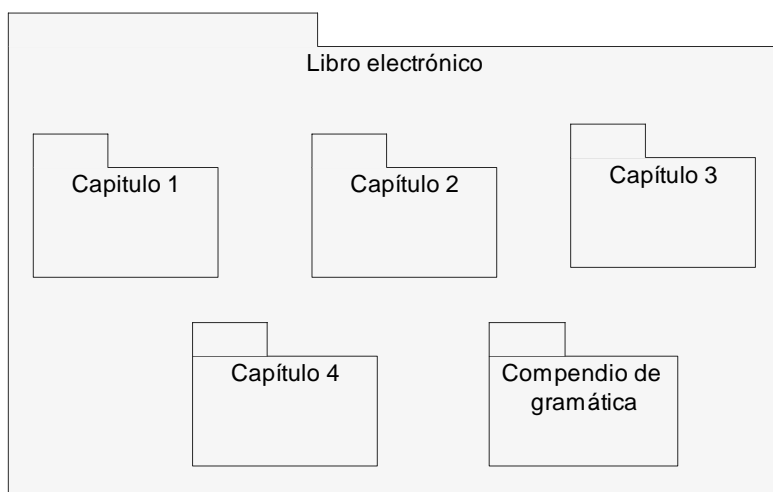 Libro electrónico
Capitulo 1
Capítulo 2
Capítulo 3
Capítulo 4
Compendio de
gramática